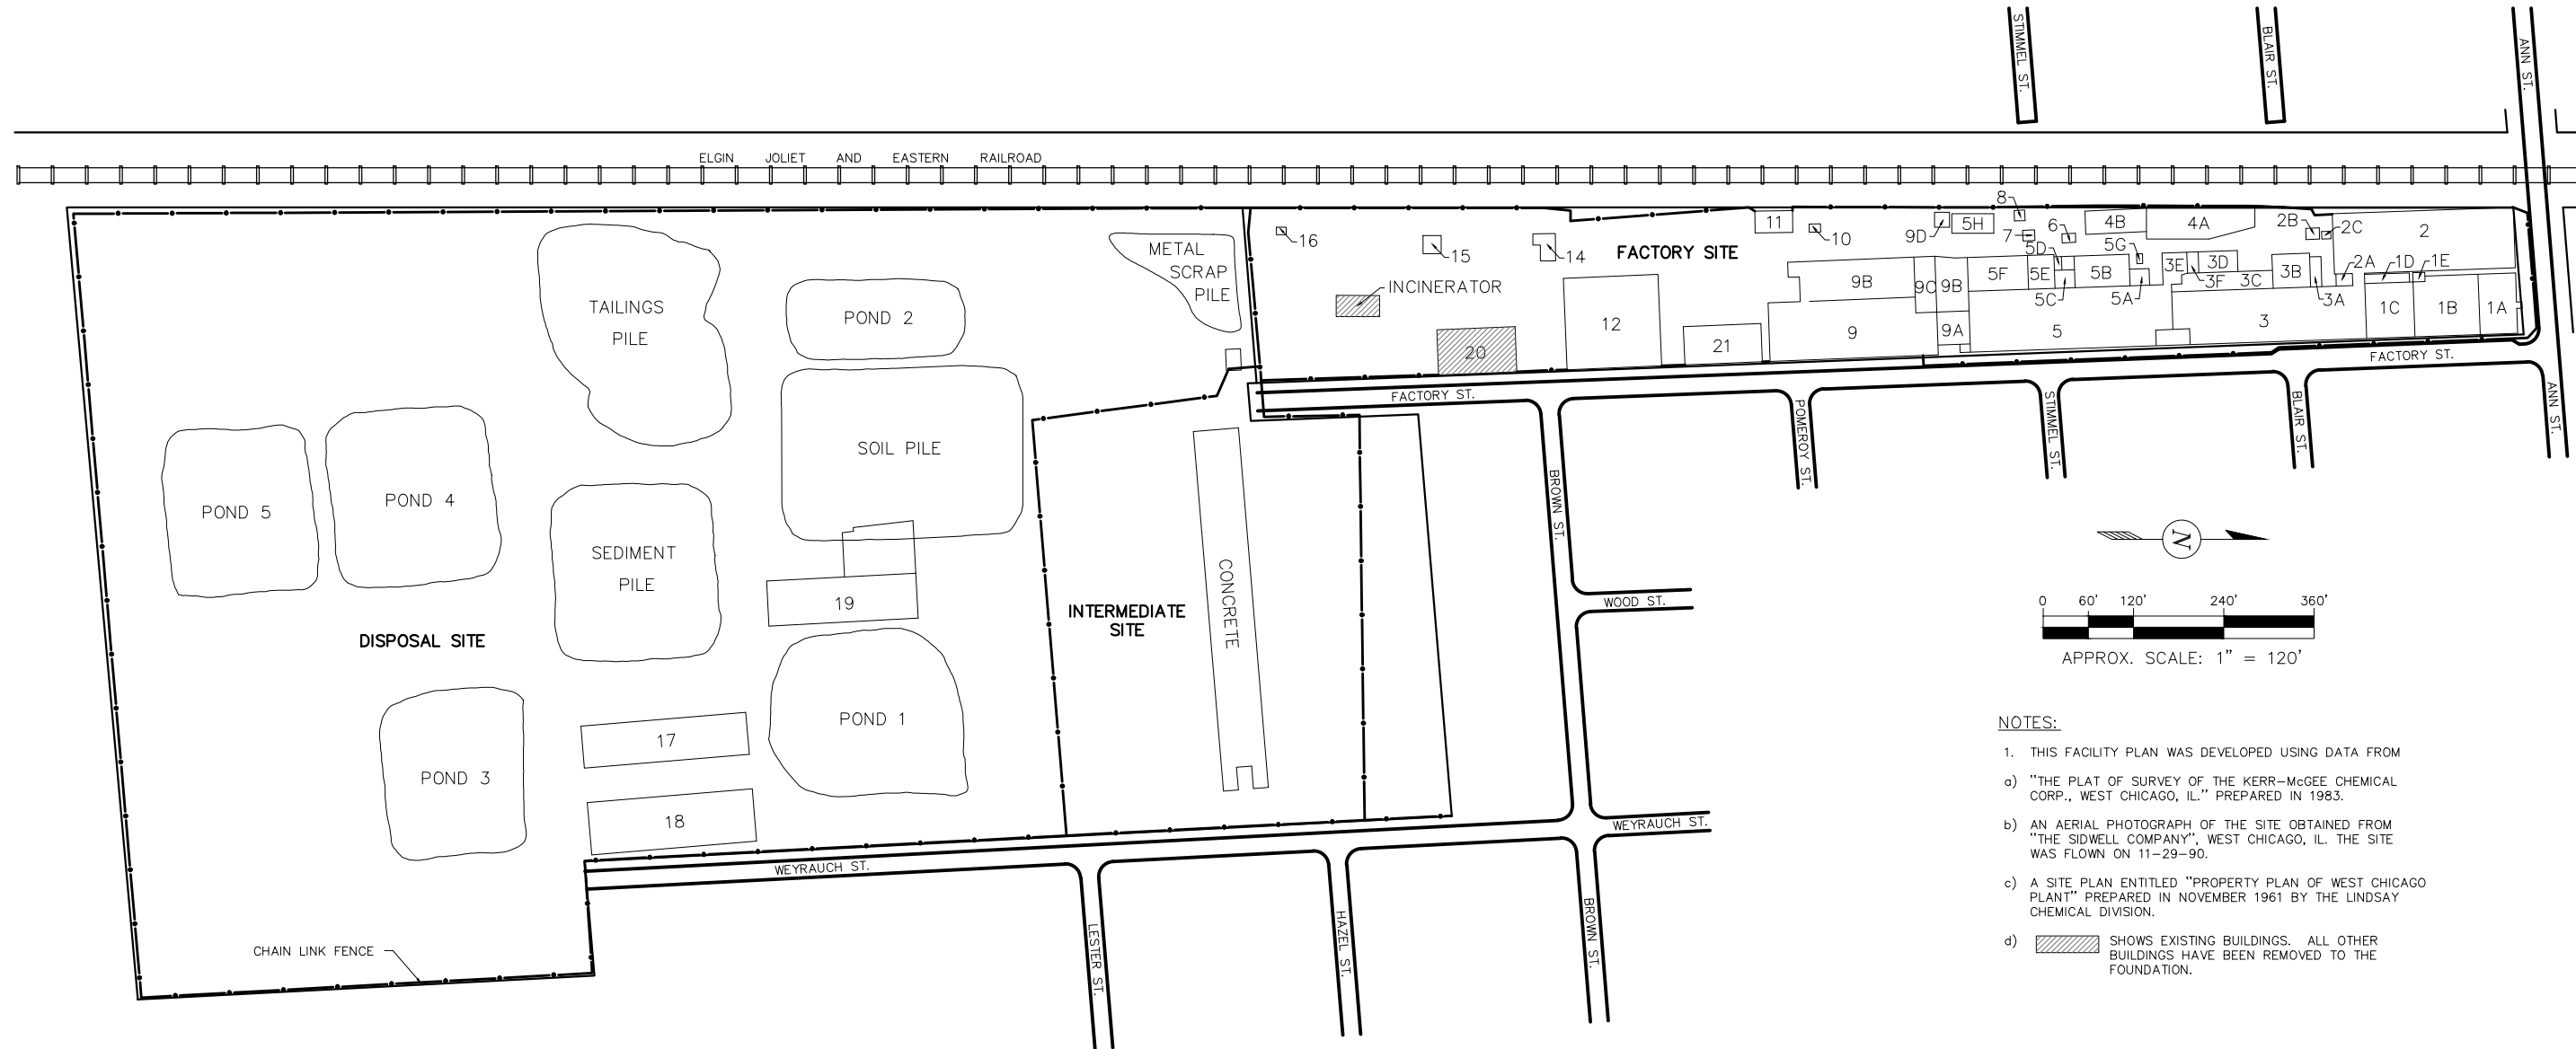 STIMMEL ST.
BLAIR ST.
ANN ST.
ELGIN JOLIET AND EASTERN RAILROAD
TAILINGS
PILE
POND 2
METAL
SCRAP
PILE
SOIL PILE
POND 5
POND 4
SEDIMENT
PILE
19
DISPOSAL SITE
POND 3
17
18
POND 1
CHAIN LINK FENCE
INTERMEDIATE
SITE
CONCRETE
16
15
14
INCINERATOR
20
12
21
FACTORY SITE
11
10
9D
5H
8
7
6
5D
5G
4B
4A
2B
2C
2
9B
9C
9B
5F
5E
5C
5B
5A
3E
3F
3D
3C
3B
3A
2A
1D
1E
9
9A
5
3
1C
1B
1A
FACTORY ST.
FACTORY ST.
BROWN ST.
POMEROY ST.
STIMMEL ST.
BLAIR ST.
ANN ST.
WOOD ST.
WEYRAUCH ST.
WEYRAUCH ST.
LESTER ST.
HAZEL ST.
BROWN ST.
N
0 60' 120' 240' 360'
APPROX. SCALE: 1" = 120'
NOTES:
1. THIS FACILITY PLAN WAS DEVELOPED USING DATA FROM
a) "THE PLAT OF SURVEY OF THE KERR-McGEE CHEMICAL
CORP., WEST CHICAGO, IL." PREPARED IN 1983.
b) AN AERIAL PHOTOGRAPH OF THE SITE OBTAINED FROM
"THE SIDWELL COMPANY", WEST CHICAGO, IL. THE SITE
WAS FLOWN ON 11-29-90.
c) A SITE PLAN ENTITLED "PROPERTY PLAN OF WEST CHICAGO
PLANT" PREPARED IN NOVEMBER 1961 BY THE LINDSAY
CHEMICAL DIVISION.
d) SHOWS EXISTING BUILDINGS. ALL OTHER
BUILDINGS HAVE BEEN REMOVED TO THE
FOUNDATION.